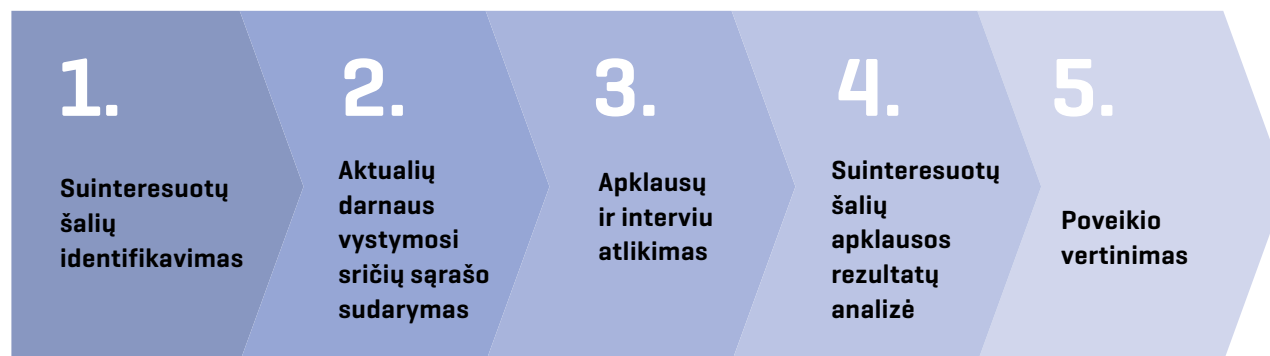 1.
Suinteresuotų
šalių
identifikavimas
2.
Aktualių
darnaus
vystymosi
sričių sąrašo
sudarymas
3.
Apklausų
ir interviu
atlikimas
4.
Suinteresuotų
šalių
apklausos
rezultatų
analizė
5.
Poveikio
vertinimas